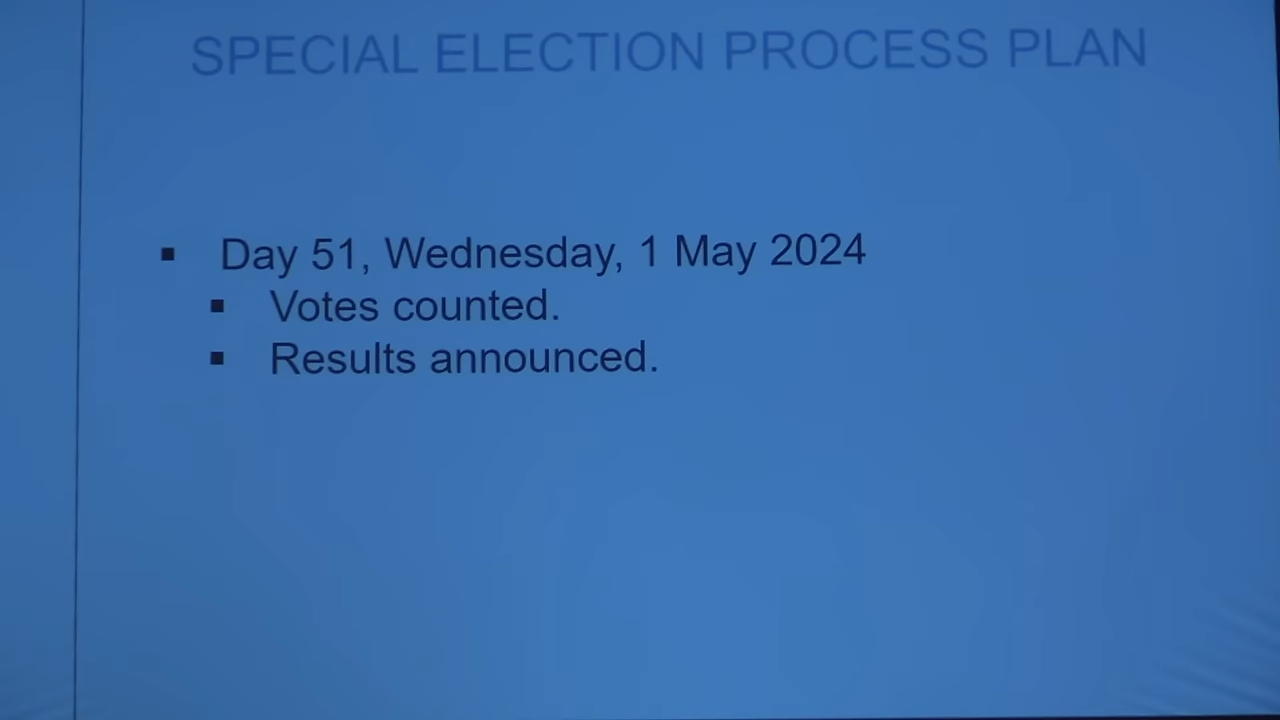 SPECIAL ELECTION PROCESS PLAN
▪ Day 51, Wednesday, 1 May 2024
▪ Votes counted.
▪ Results announced.